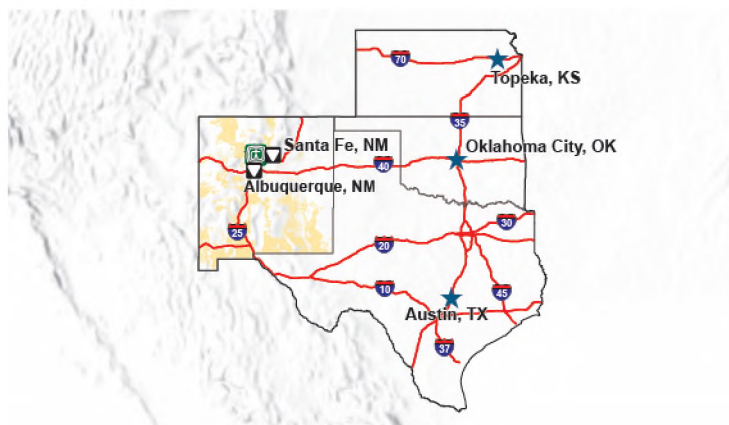 70
Topeka, KS
35
Santa Fe, NM
Oklahoma City, OK
40
Albuquerque, NM
30
25
20
10
45
Austin, TX
37